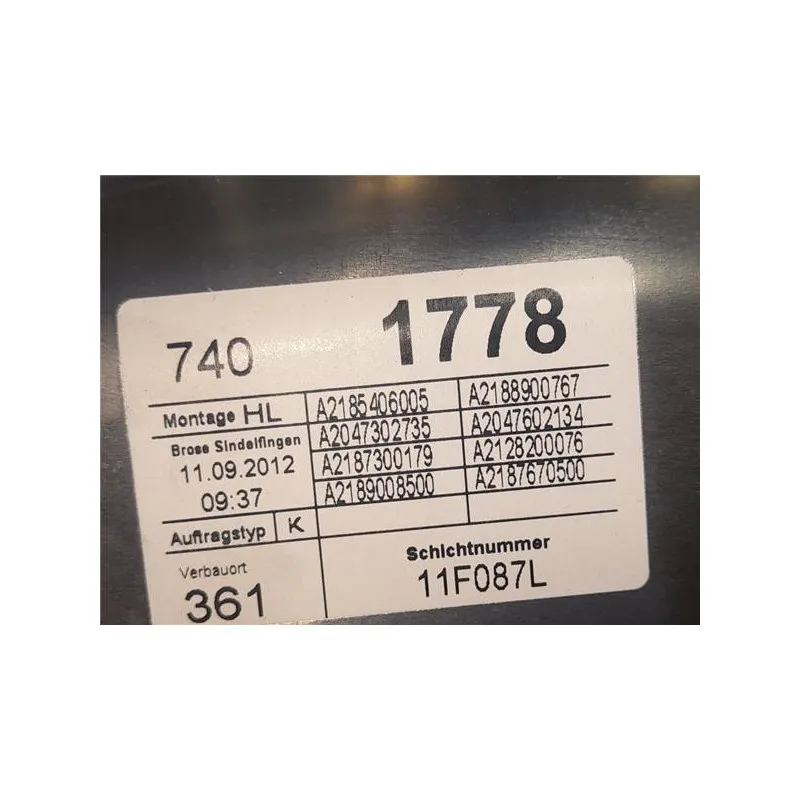 740 1778
Montage HL A2185406005 A2188900767
Brose Sindelfingen A2047302735 A2047602134
11.09.2012 A2187300179 A2128200076
09:37 A2189008500 A2187670500
Auftragstyp K
Verbauort Schichtnummer
361 11F087L